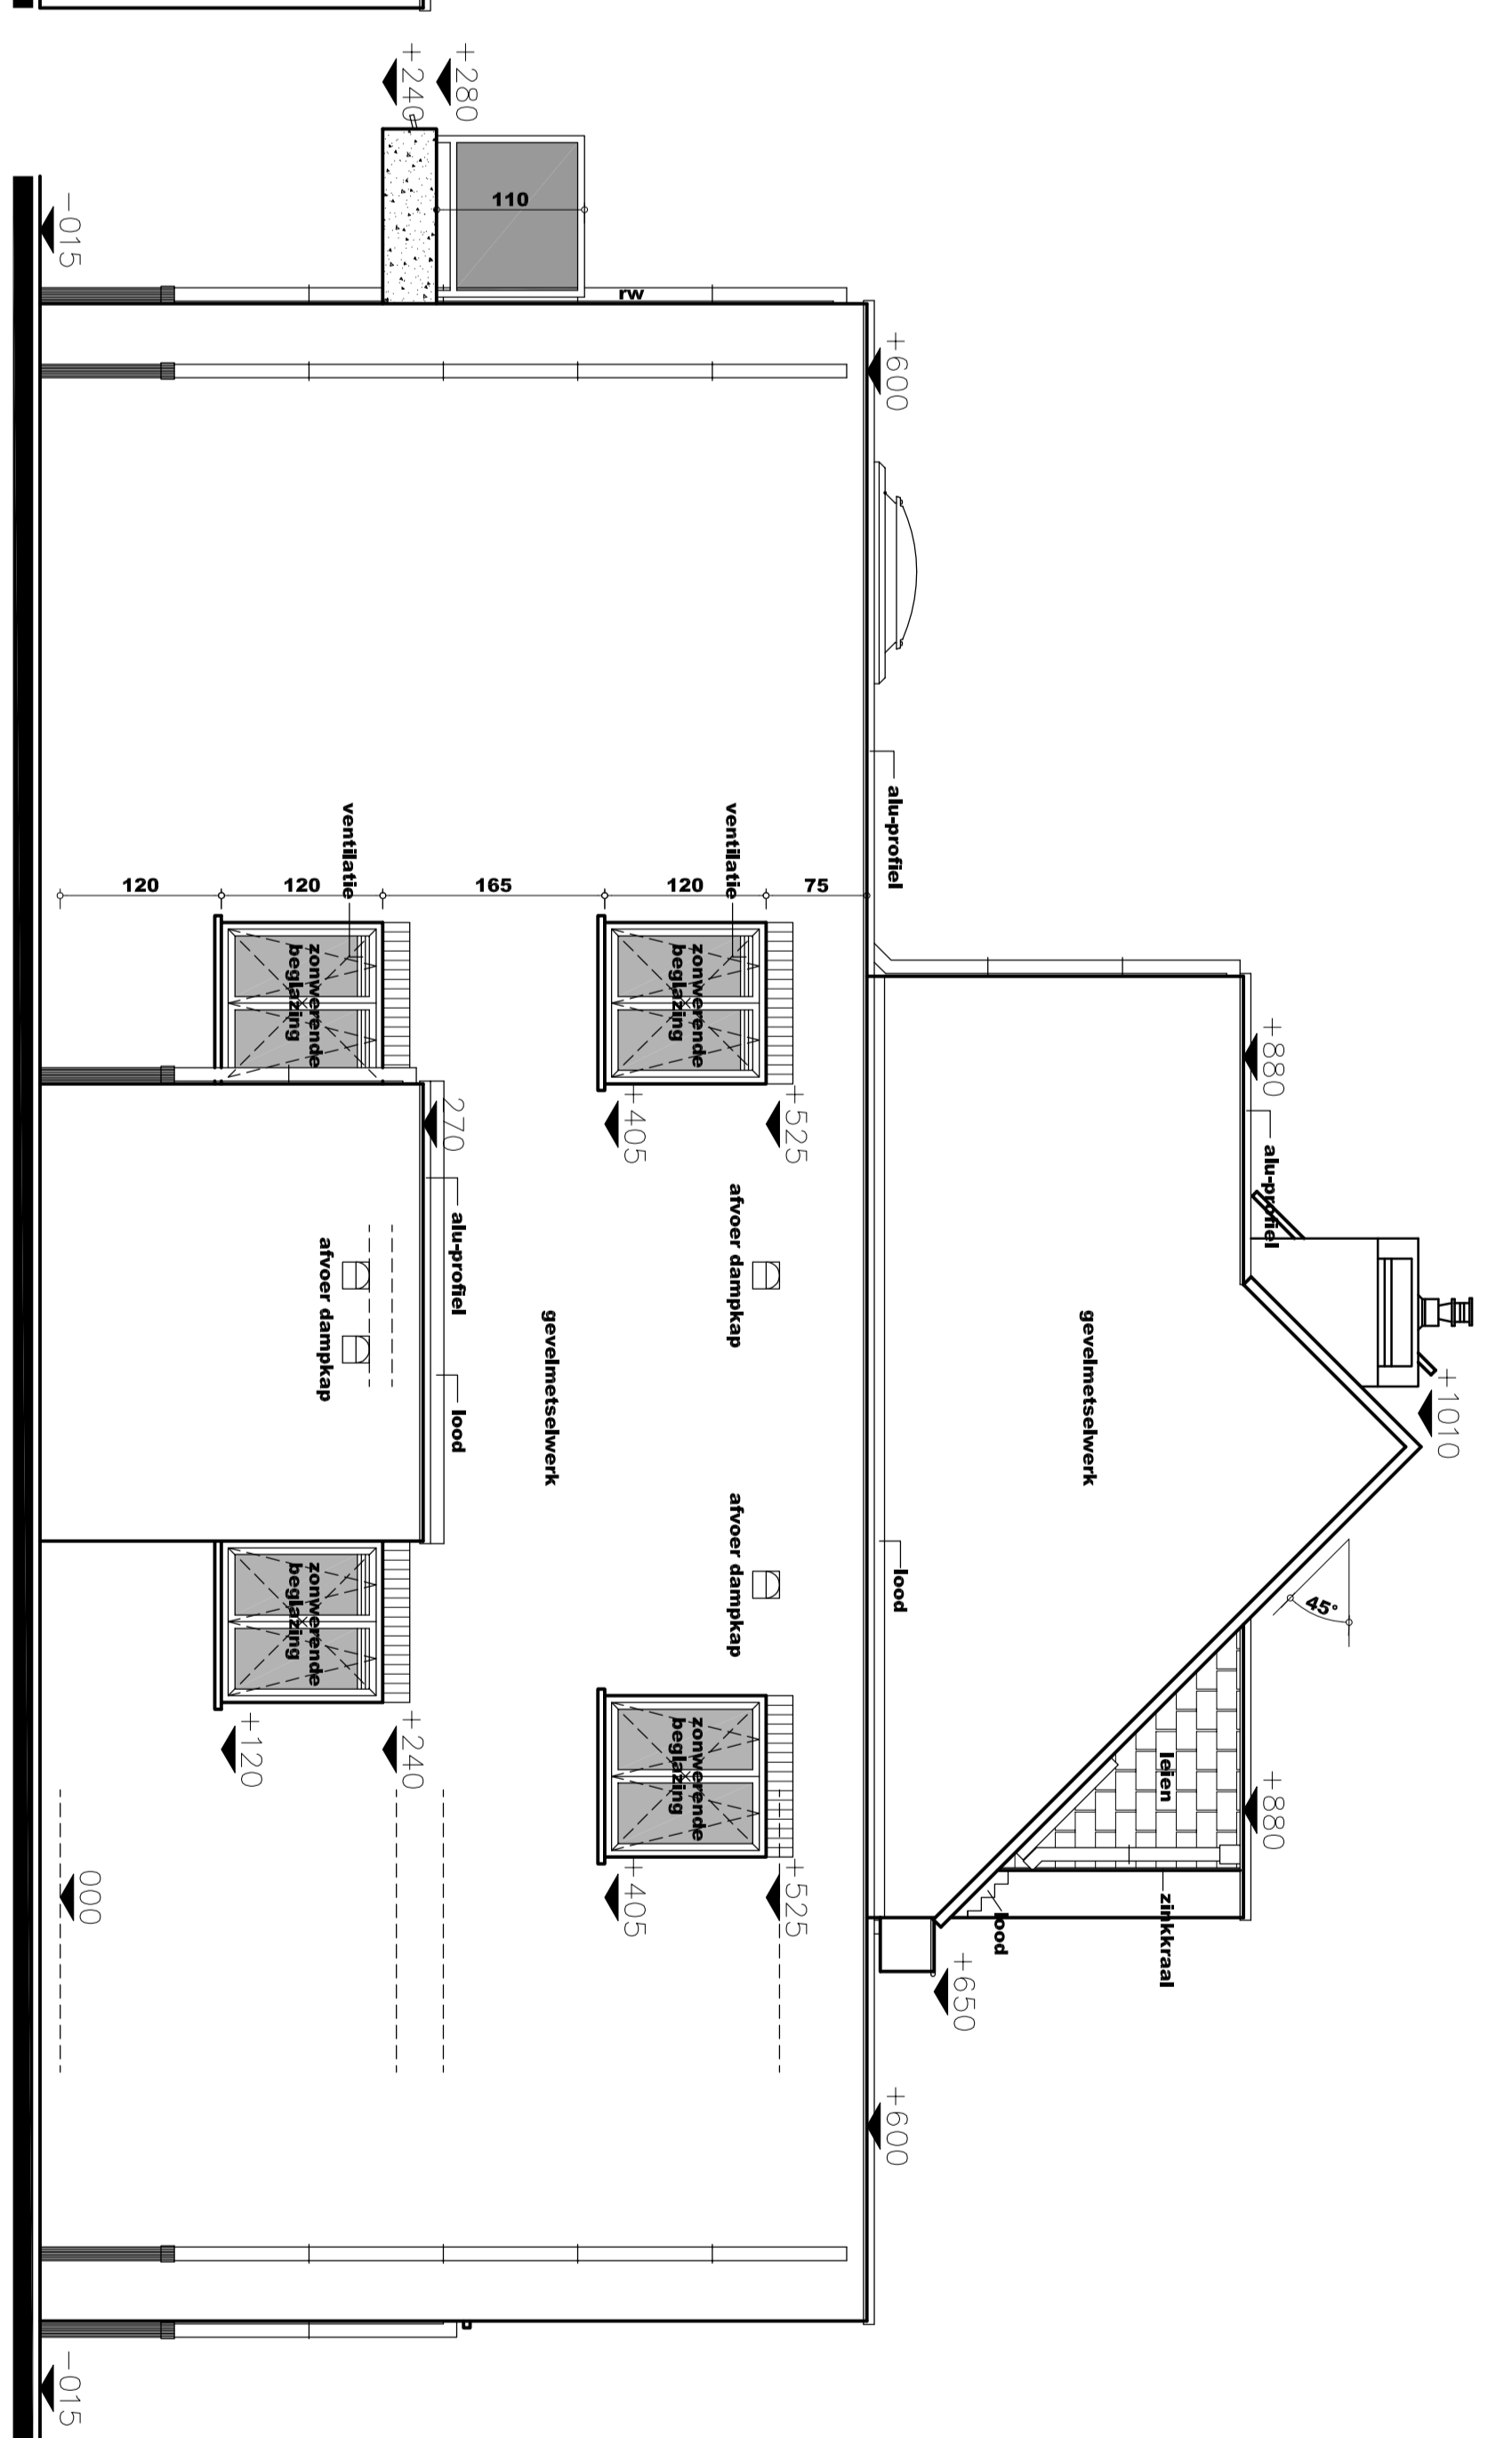 +1010
45°
+880
alu-profiel
+880
leien
zinkkraal
lood
gevelmetselwerk
+650
+600
alu-profiel
lood
+600
75
+525
afvoer dampkap
afvoer dampkap
+525
ventilatie
zonwerende
beglazing
zonwerende
beglazing
120
+405
+405
rw
110
gevelmetselwerk
165
+280
+240
270
alu-profiel
lood
+240
ventilatie
zonwerende
beglazing
afvoer dampkap
zonwerende
beglazing
120
+120
120
000
-015
-015